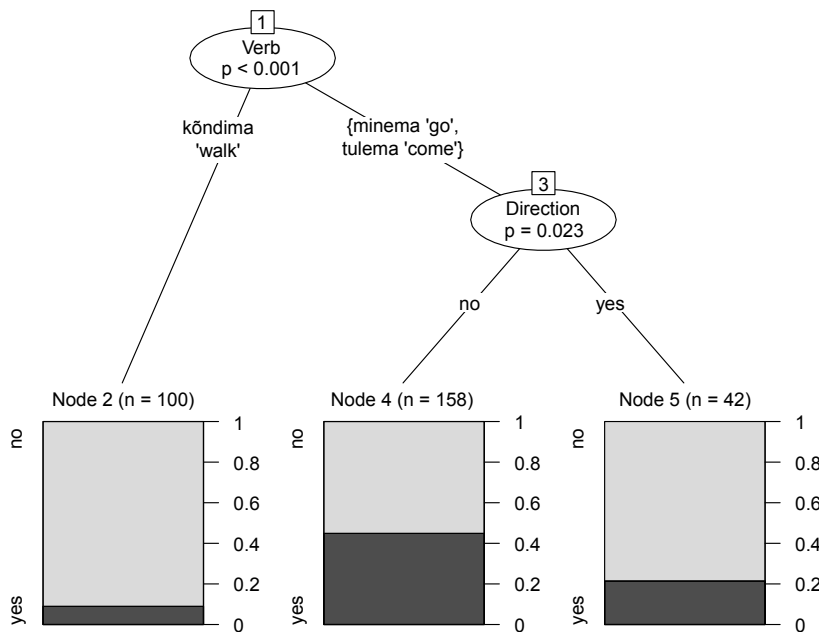 1
Verb
p < 0.001
kõndima
'walk'
{minema 'go',
tulema 'come'}
3
Direction
p = 0.023
no
yes
Node 2 (n = 100)
no
yes
1
0.8
0.6
0.4
0.2
0
Node 4 (n = 158)
no
yes
1
0.8
0.6
0.4
0.2
0
Node 5 (n = 42)
no
yes
1
0.8
0.6
0.4
0.2
0